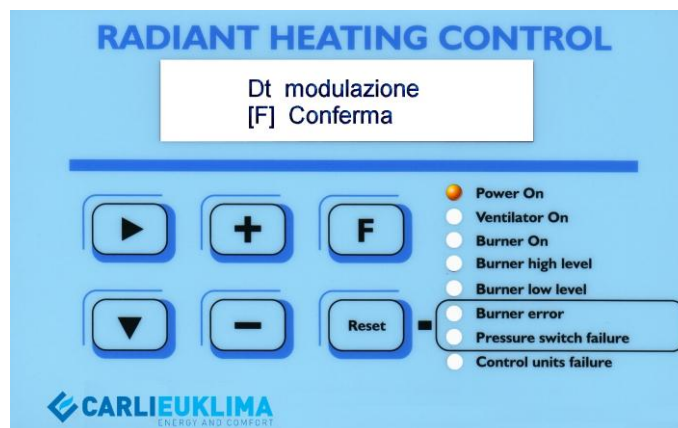 RADIANT HEATING CONTROL
Dt modulazione
[F] Conferma
Power On
Ventilator On
+
F
Burner On
Burner high level
Burner low level
-
Reset
Burner error
Pressure switch failure
Control units failure
CARLIEUKLIMA
ENERGY AND COMFORT